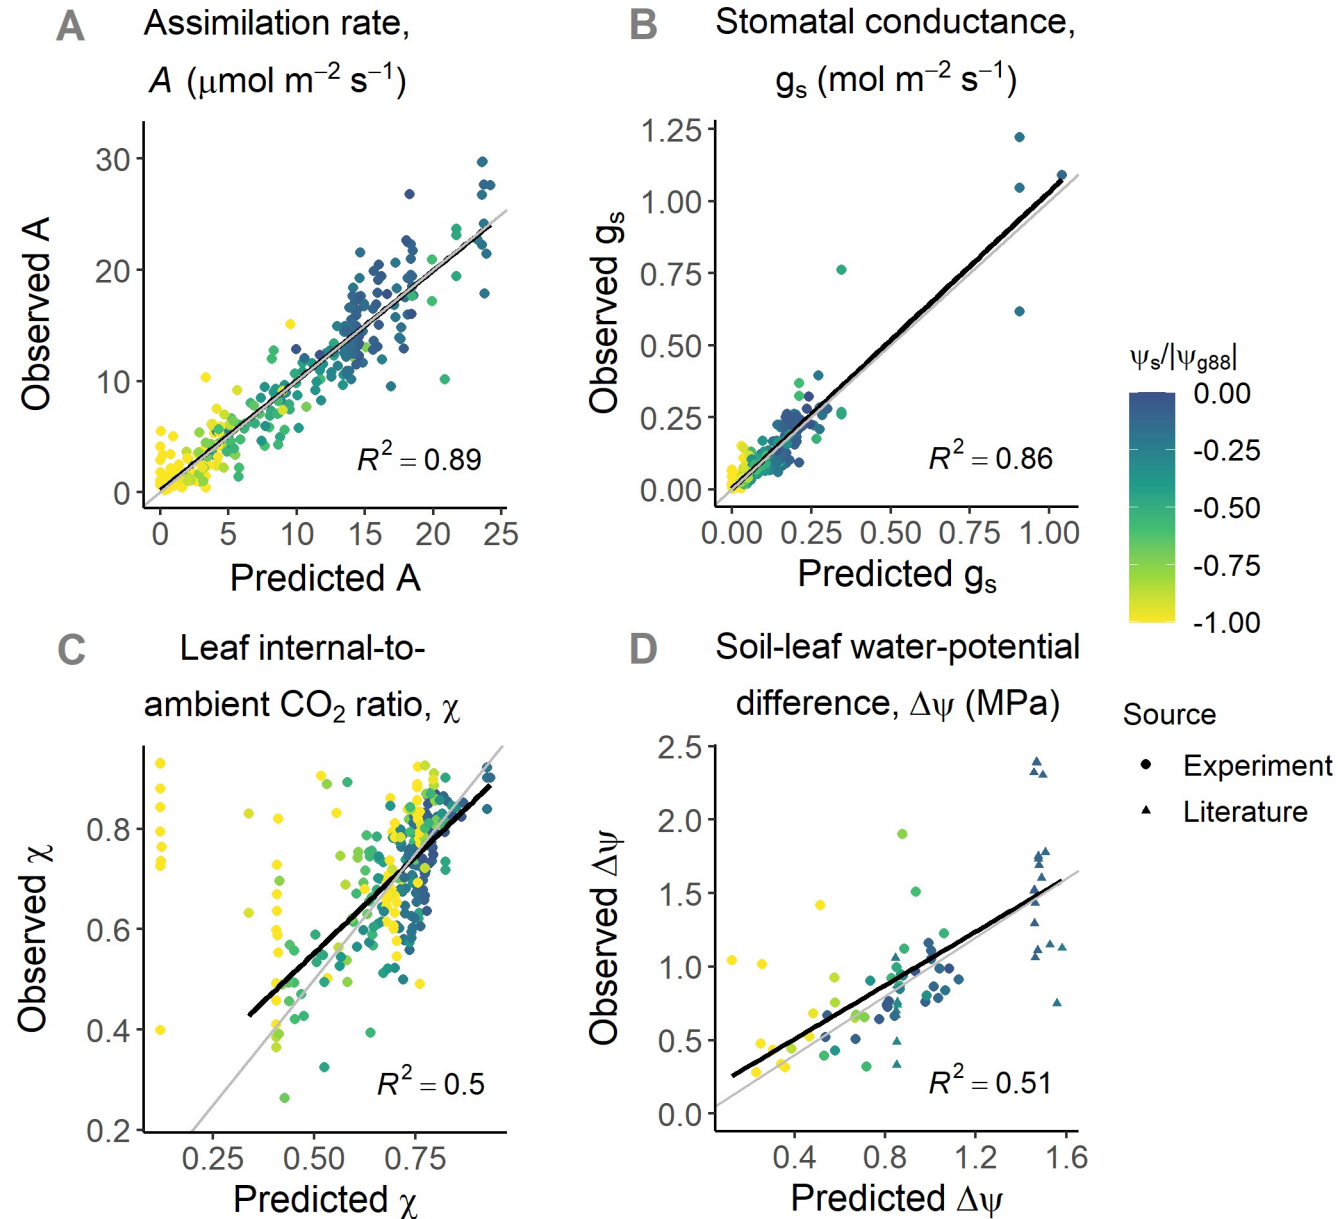 A
Assimilation rate,
A (μmol m⁻² s⁻¹)
30
20
10
0
Observed A
R² = 0.89
0 5 10 15 20 25
Predicted A
B
Stomatal conductance,
gₛ (mol m⁻² s⁻¹)
1.25
1.00
0.75
0.50
0.25
0.00
Observed gₛ
R² = 0.86
0.00 0.25 0.50 0.75 1.00
Predicted gₛ
ψₛ/|ψg88|
0.00
-0.25
-0.50
-0.75
-1.00
C
Leaf internal-to-
ambient CO₂ ratio, χ
0.8
0.6
0.4
0.2
Observed χ
R² = 0.5
0.25 0.50 0.75
Predicted χ
D
Soil-leaf water-potential
difference, Δψ (MPa)
2.5
2.0
1.5
1.0
0.5
0.0
Observed Δψ
R² = 0.51
0.4 0.8 1.2 1.6
Predicted Δψ
Source
Experiment
Literature